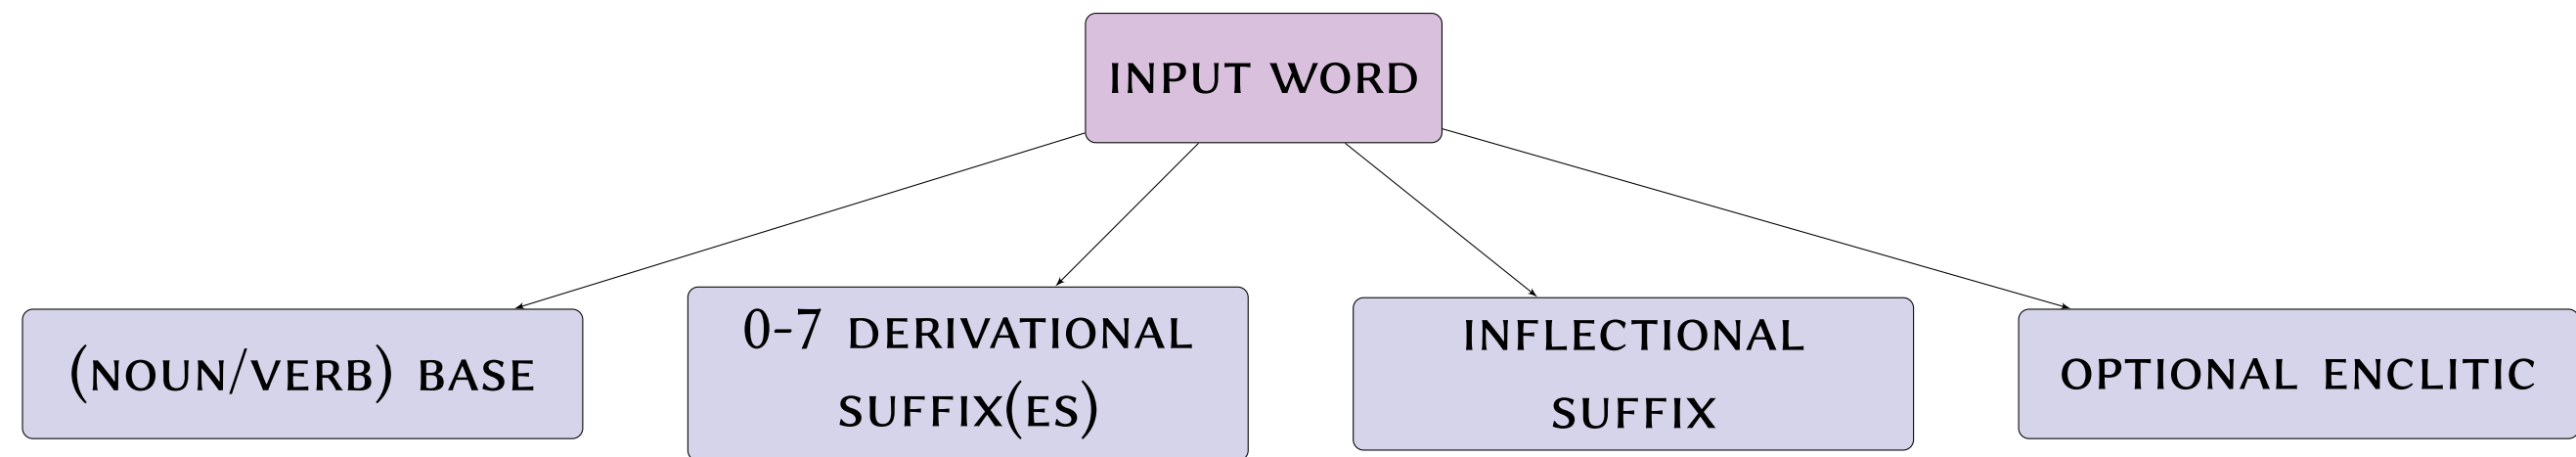 INPUT WORD
(NOUN/VERB) BASE
0-7 DERIVATIONAL
SUFFIX(ES)
INFLECTIONAL
SUFFIX
OPTIONAL ENCLITIC